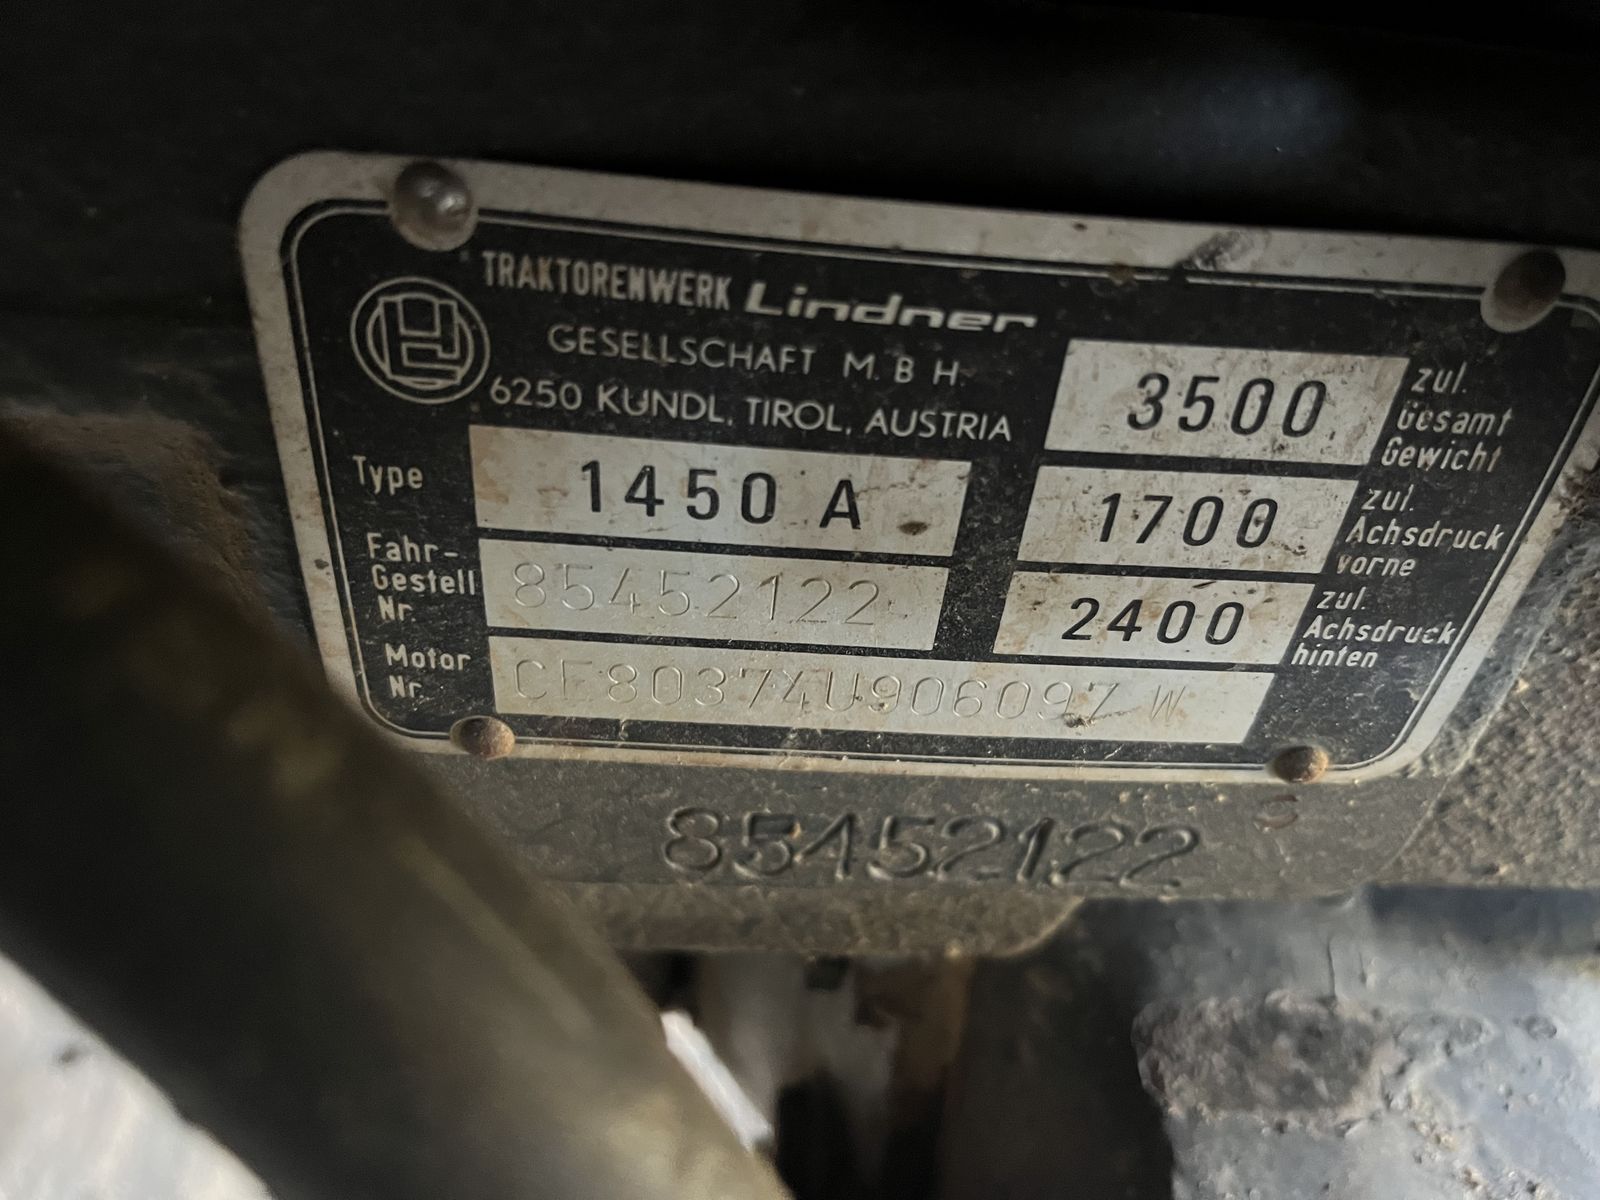 TRAKTORENWERK Lindner
GESELLSCHAFT M. B H.
6250 KUNDL, TIROL, AUSTRIA
Type 1450 A
Fahr-
Gestell
Nr. 85452122
Motor
Nr. CE80374U906097 W
3500 zul.
Gesamt
Gewicht
1700 zul.
Achsdruck
vorne
2400 zul.
Achsdruck
hinten
85452122